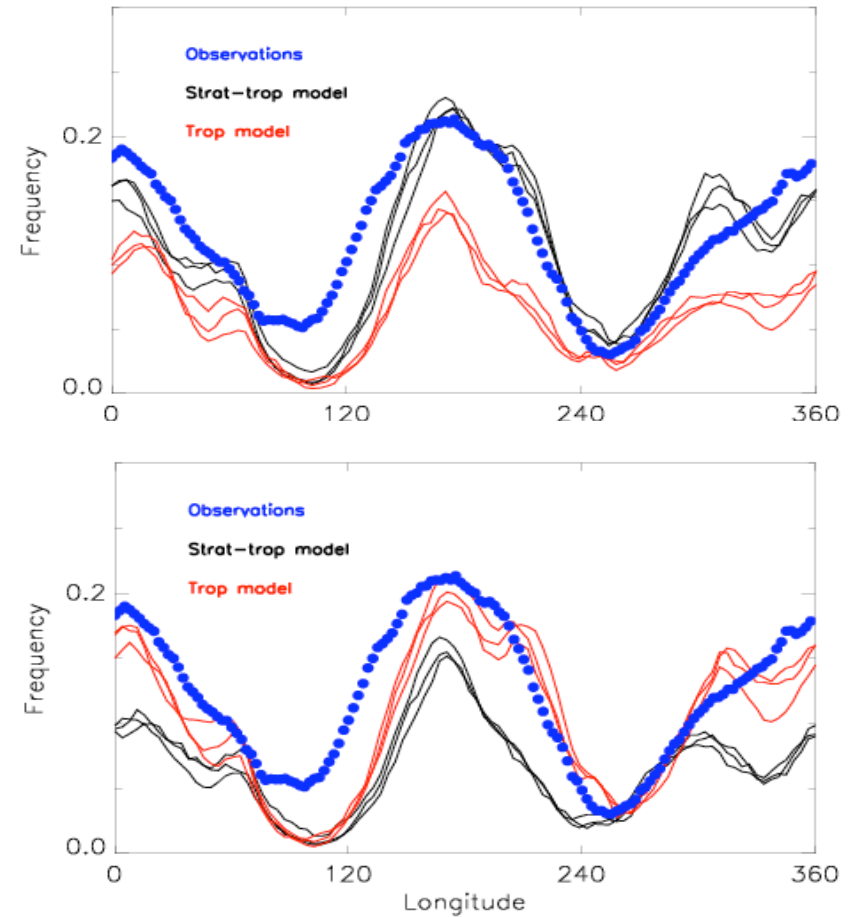 Observations
Strat-trop model
Trop model
0.2
0.0
Frequency
0 120 240 360
Observations
Strat-trop model
Trop model
0.2
0.0
Frequency
0 120 240 360
Longitude